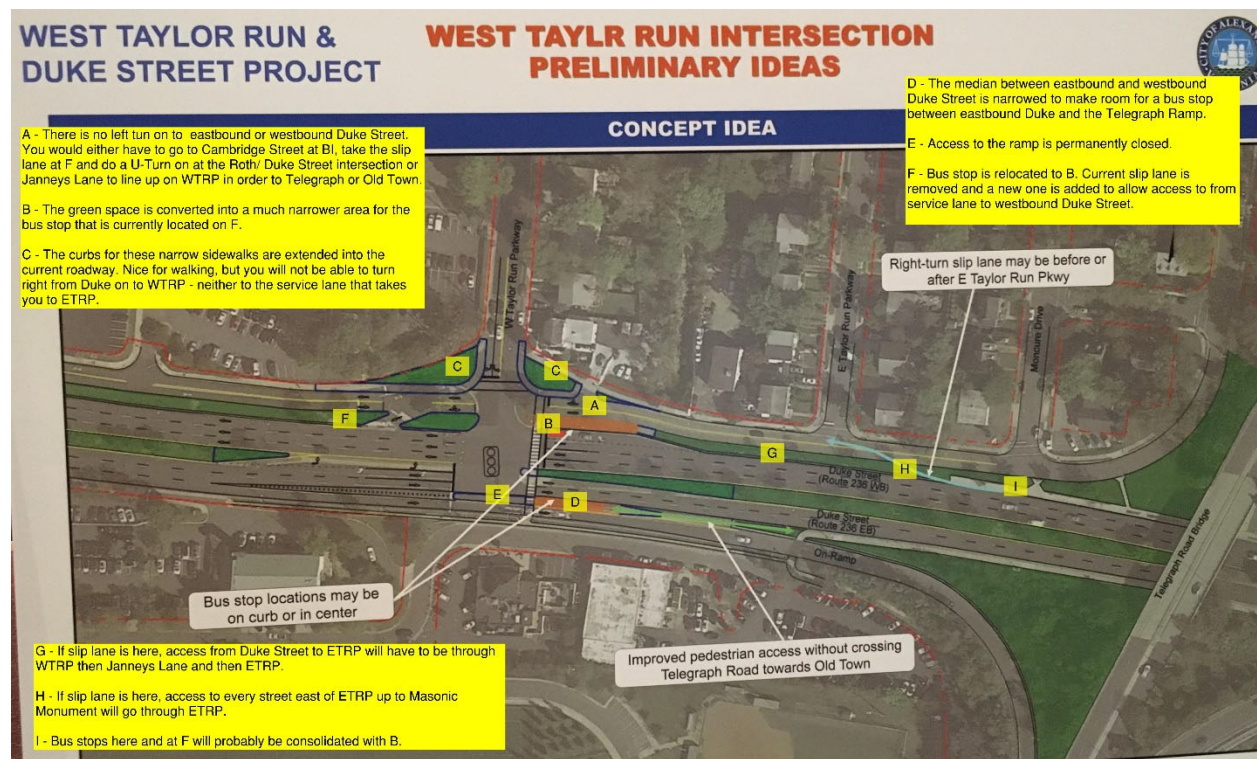 WEST TAYLOR RUN &
DUKE STREET PROJECT
WEST TAYLR RUN INTERSECTION
PRELIMINARY IDEAS
CITY OF ALEXA
CONCEPT IDEA
A - There is no left tun on to eastbound or westbound Duke Street.
You would either have to go to Cambridge Street at BI, take the slip
lane at F and do a U-Turn on at the Roth/ Duke Street intersection or
Janneys Lane to line up on WTRP in order to Telegraph or Old Town.
B - The green space is converted into a much narrower area for the
bus stop that is currently located on F.
C - The curbs for these narrow sidewalks are extended into the
current roadway. Nice for walking, but you will not be able to turn
right from Duke on to WTRP - neither to the service lane that takes
you to ETRP.
D - The median between eastbound and westbound
Duke Street is narrowed to make room for a bus stop
between eastbound Duke and the Telegraph Ramp.
E - Access to the ramp is permanently closed.
F - Bus stop is relocated to B. Current slip lane is
removed and a new one is added to allow access to from
service lane to westbound Duke Street.
Right-turn slip lane may be before or
after E Taylor Run Pkwy
W Taylor Run Parkway
E Taylor Run Parkway
Moncure Drive
C
C
A
F
B
G
H
I
E
D
Duke Street
(Route 236 WB)
Duke Street
(Route 236 EB)
On-Ramp
Telegraph Road Bridge
Bus stop locations may be
on curb or in center
Improved pedestrian access without crossing
Telegraph Road towards Old Town
G - If slip lane is here, access from Duke Street to ETRP will have to be through
WTRP then Janneys Lane and then ETRP.
H - If slip lane is here, access to every street east of ETRP up to Masonic
Monument will go through ETRP.
I - Bus stops here and at F will probably be consolidated with B.